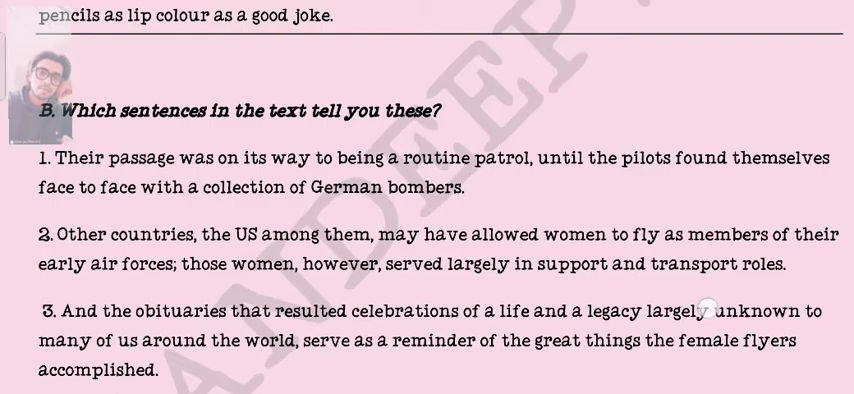 pencils as lip colour as a good joke.
B. Which sentences in the text tell you these?
1. Their passage was on its way to being a routine patrol, until the pilots found themselves
face to face with a collection of German bombers.
2. Other countries, the US among them, may have allowed women to fly as members of their
early air forces; those women, however, served largely in support and transport roles.
3. And the obituaries that resulted celebrations of a life and a legacy largely unknown to
many of us around the world, serve as a reminder of the great things the female flyers
accomplished.
ANDEEP